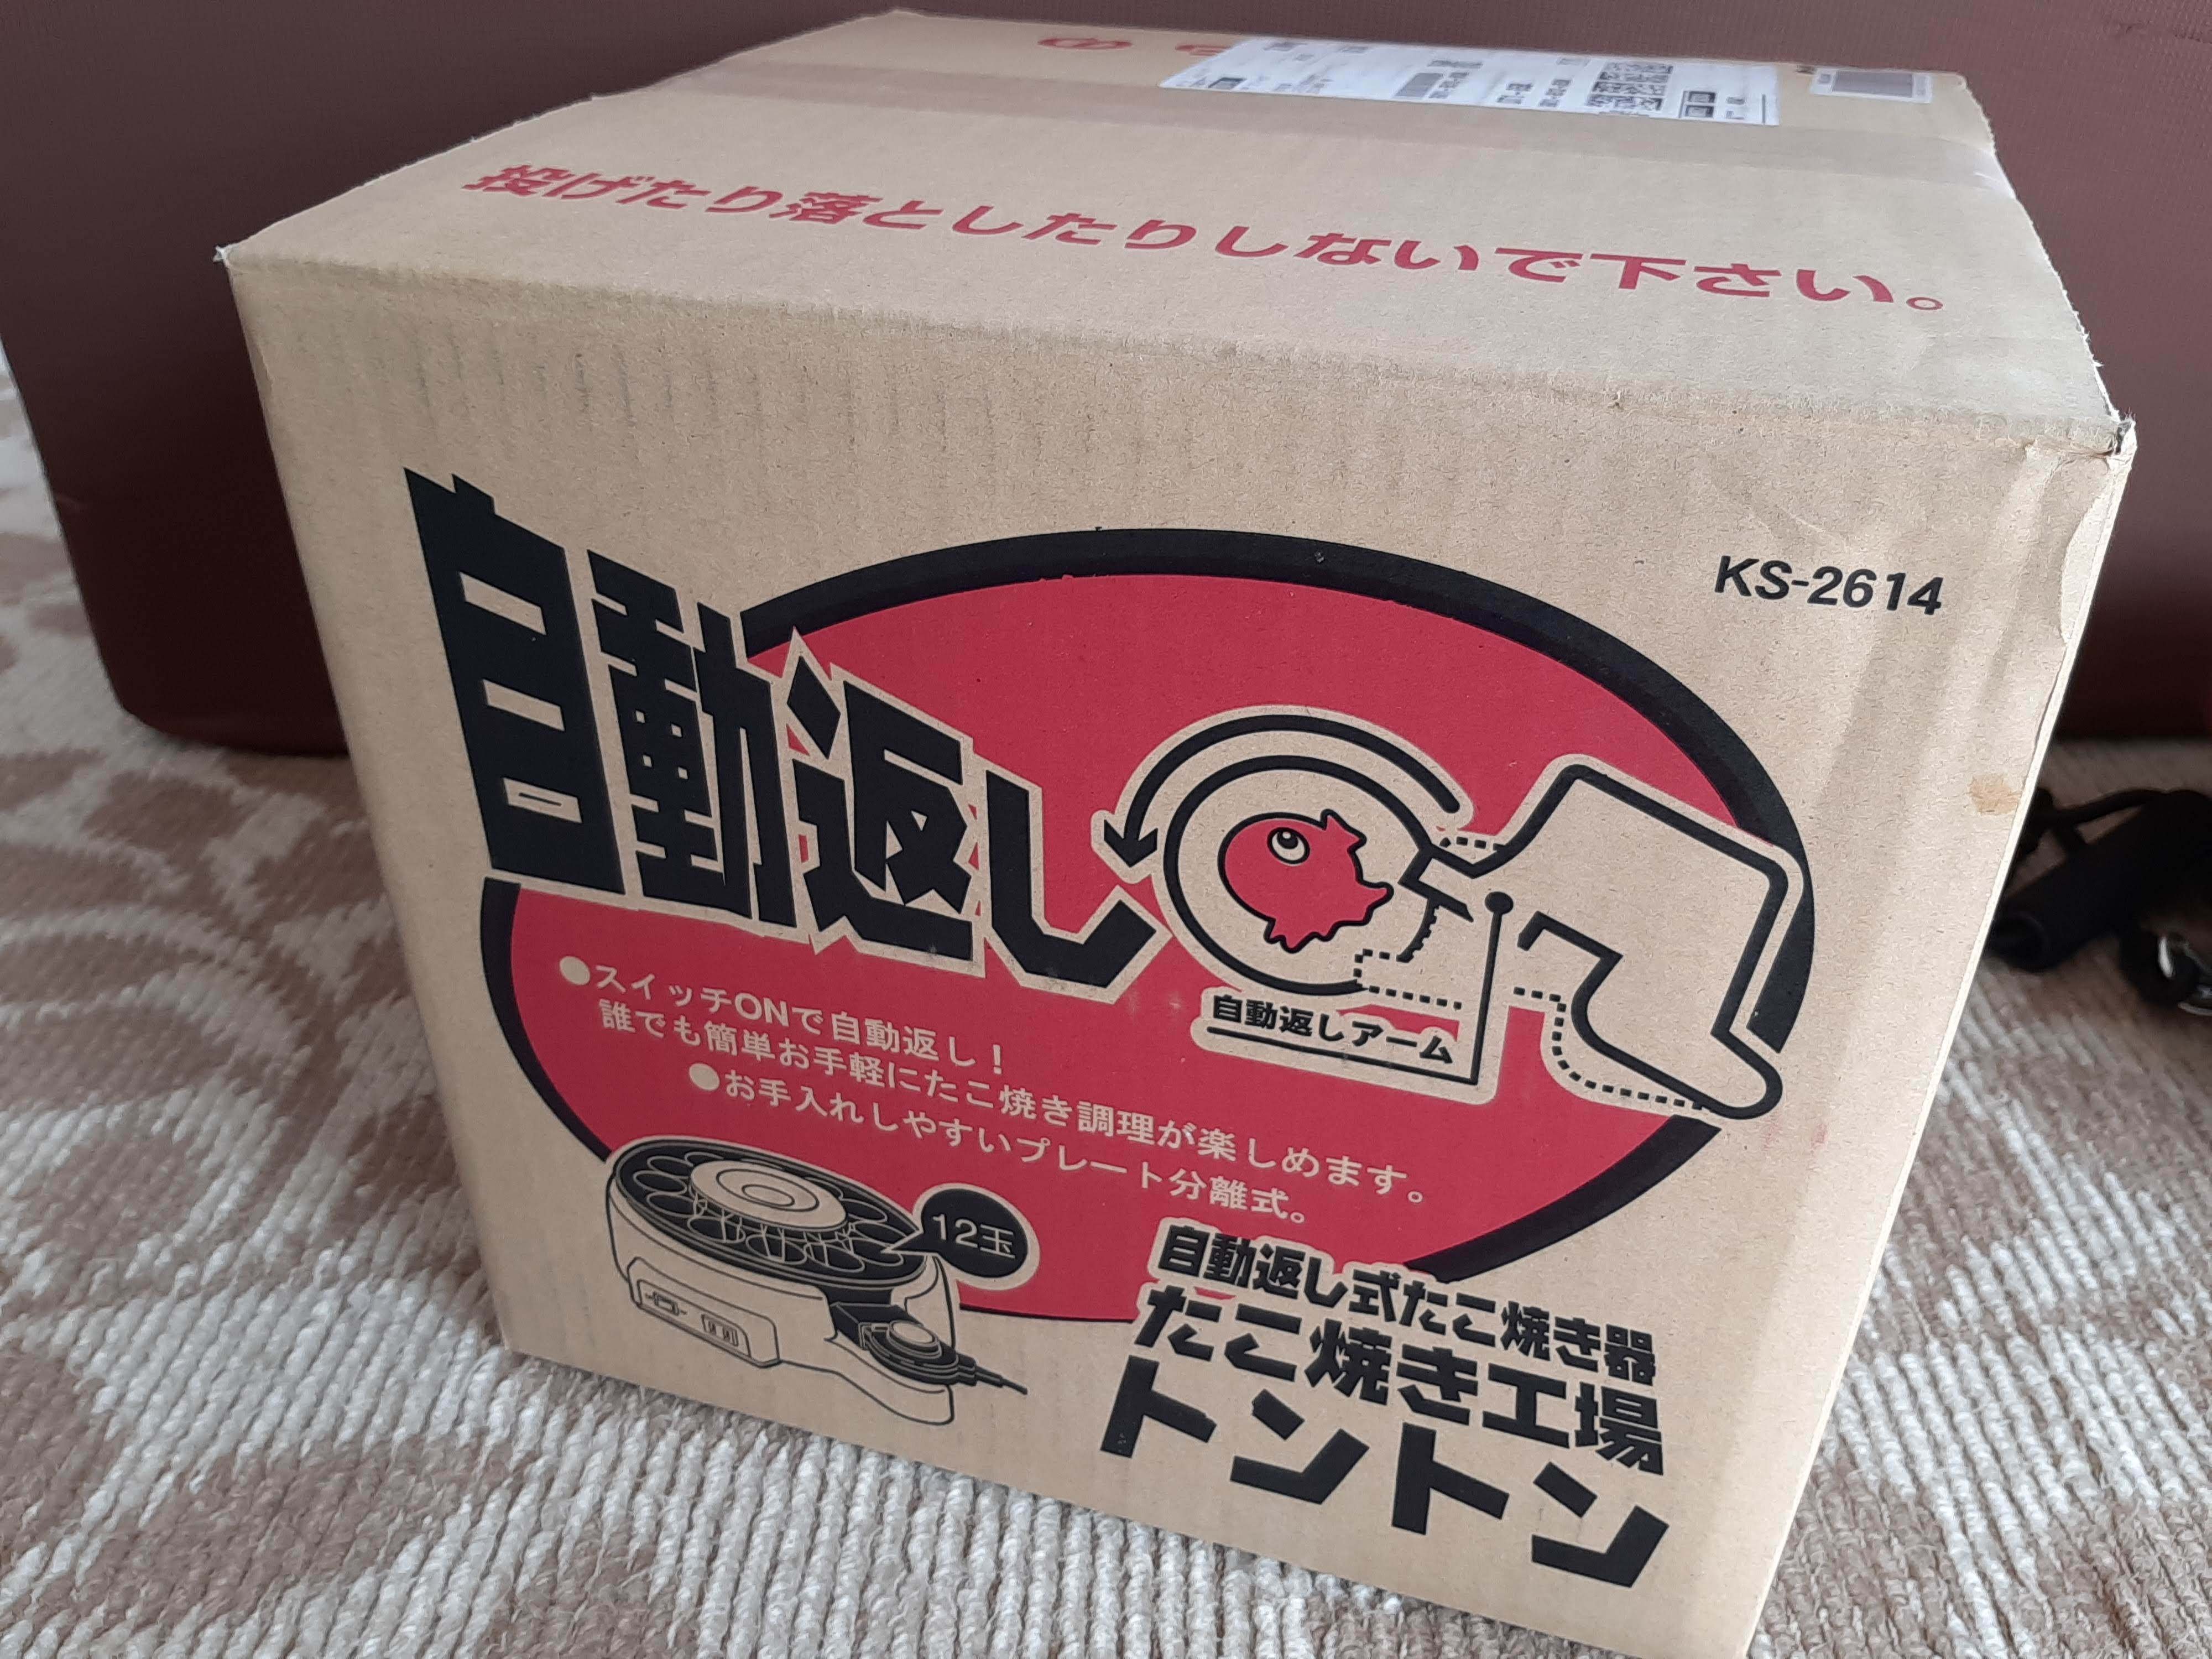 投げたり落としたりしないで下さい。
KS-2614
自動返し
自動返しアーム
●スイッチONで自動返し!
誰でも簡単お手軽にたこ焼き調理が楽しめます。
●お手入れしやすいプレート分離式。
12玉
自動返し式たこ焼き器
たこ焼き工場
トントン